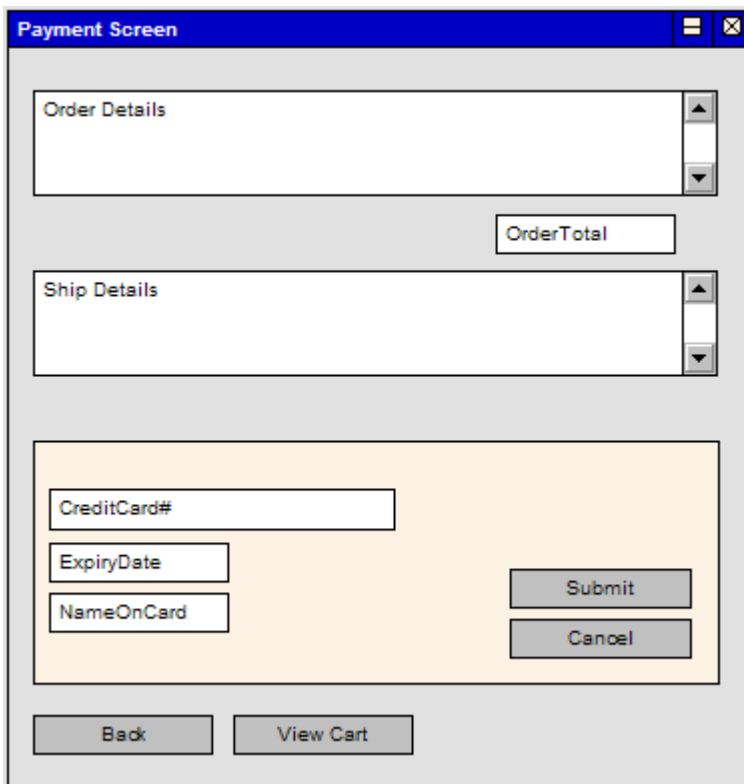 Payment Screen
Order Details
OrderTotal
Ship Details
CreditCard#
ExpiryDate
NameOnCard
Submit
Cancel
Back
View Cart